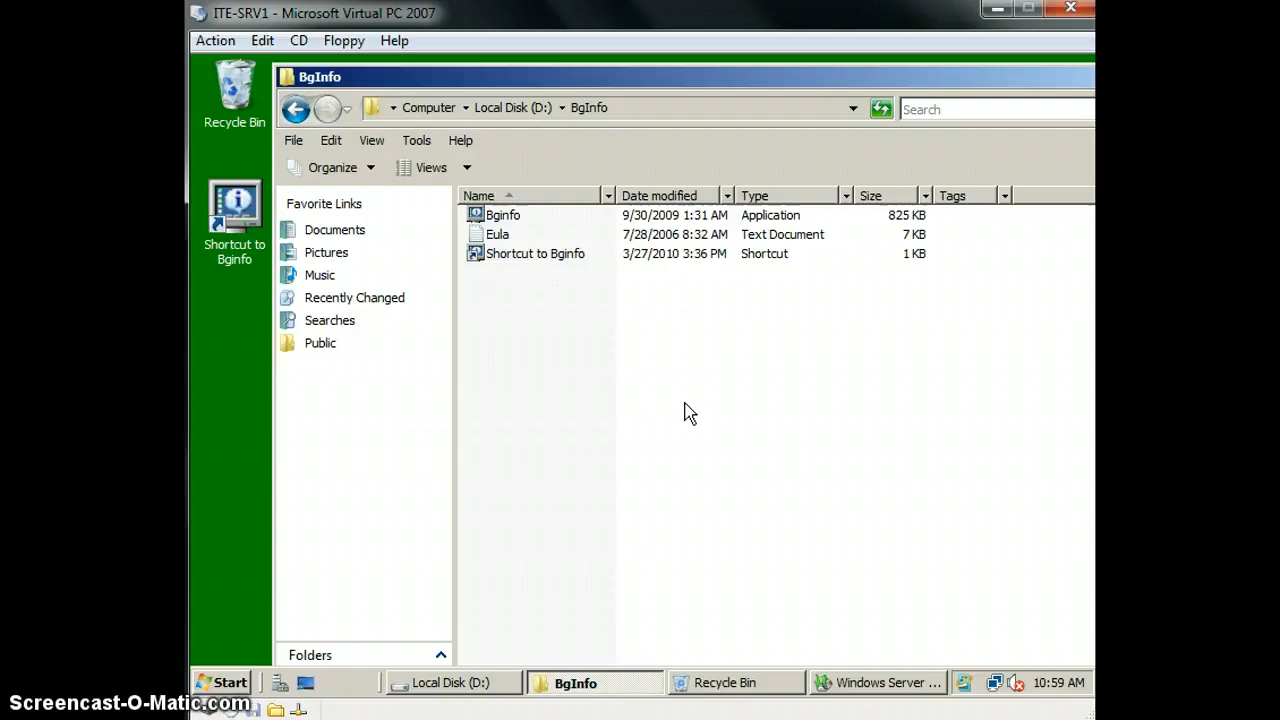 ITE-SRV1 - Microsoft Virtual PC 2007
Action Edit CD Floppy Help
Recycle Bin
Shortcut to
Bginfo
BgInfo
Computer Local Disk (D:) BgInfo
Search
File Edit View Tools Help
Organize Views
Favorite Links
Documents
Pictures
Music
Recently Changed
Searches
Public
Folders
Name Date modified Type Size Tags
Bginfo 9/30/2009 1:31 AM Application 825 KB
Eula 7/28/2006 8:32 AM Text Document 7 KB
Shortcut to Bginfo 3/27/2010 3:36 PM Shortcut 1 KB
Start Local Disk (D:) BgInfo Recycle Bin Windows Server ... 10:59 AM
Screencast-O-Matic.com